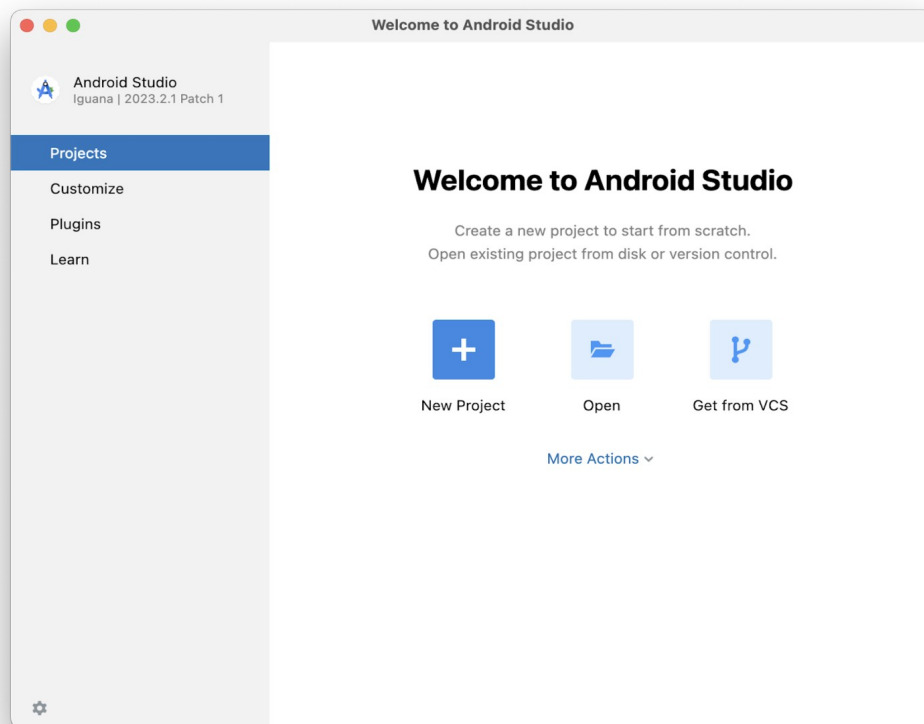 Welcome to Android Studio
Android Studio
Iguana | 2023.2.1 Patch 1
Projects
Customize
Plugins
Learn
Welcome to Android Studio
Create a new project to start from scratch.
Open existing project from disk or version control.
New Project
Open
Get from VCS
More Actions